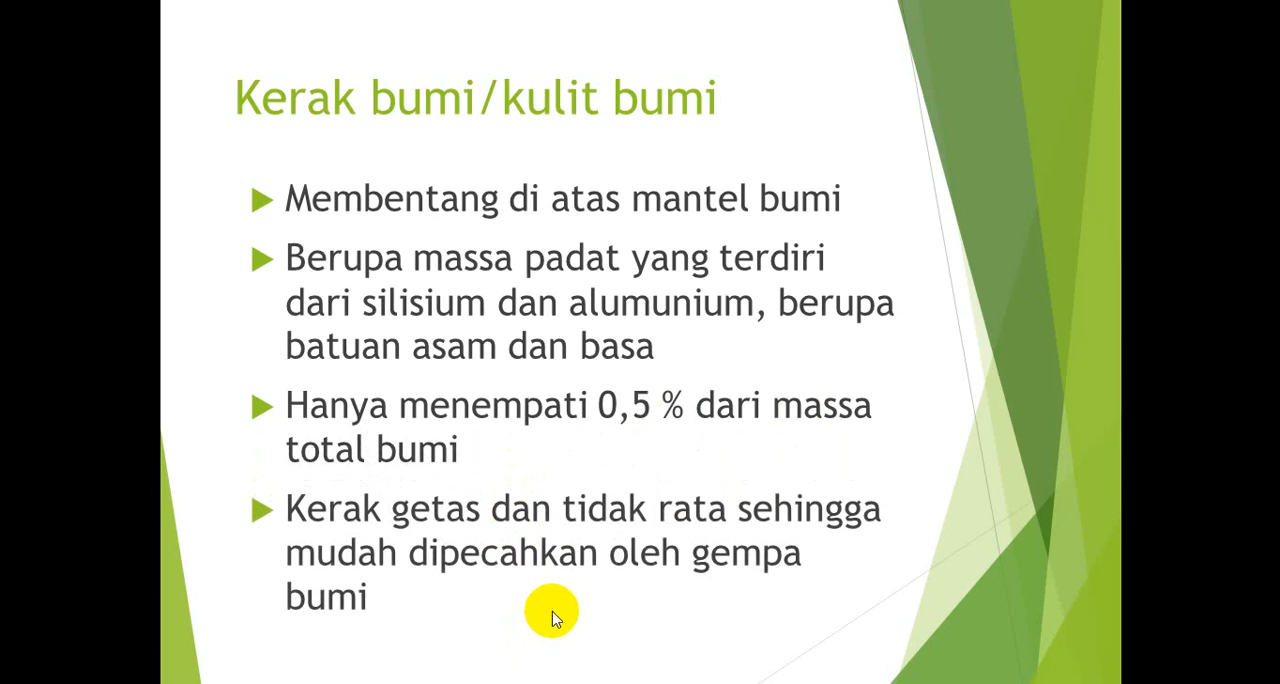 Kerak bumi/kulit bumi
Membentang di atas mantel bumi
Berupa massa padat yang terdiri
dari silisium dan alumunium, berupa
batuan asam dan basa
Hanya menempati 0,5 % dari massa
total bumi
Kerak getas dan tidak rata sehingga
mudah dipecahkan oleh gempa
bumi